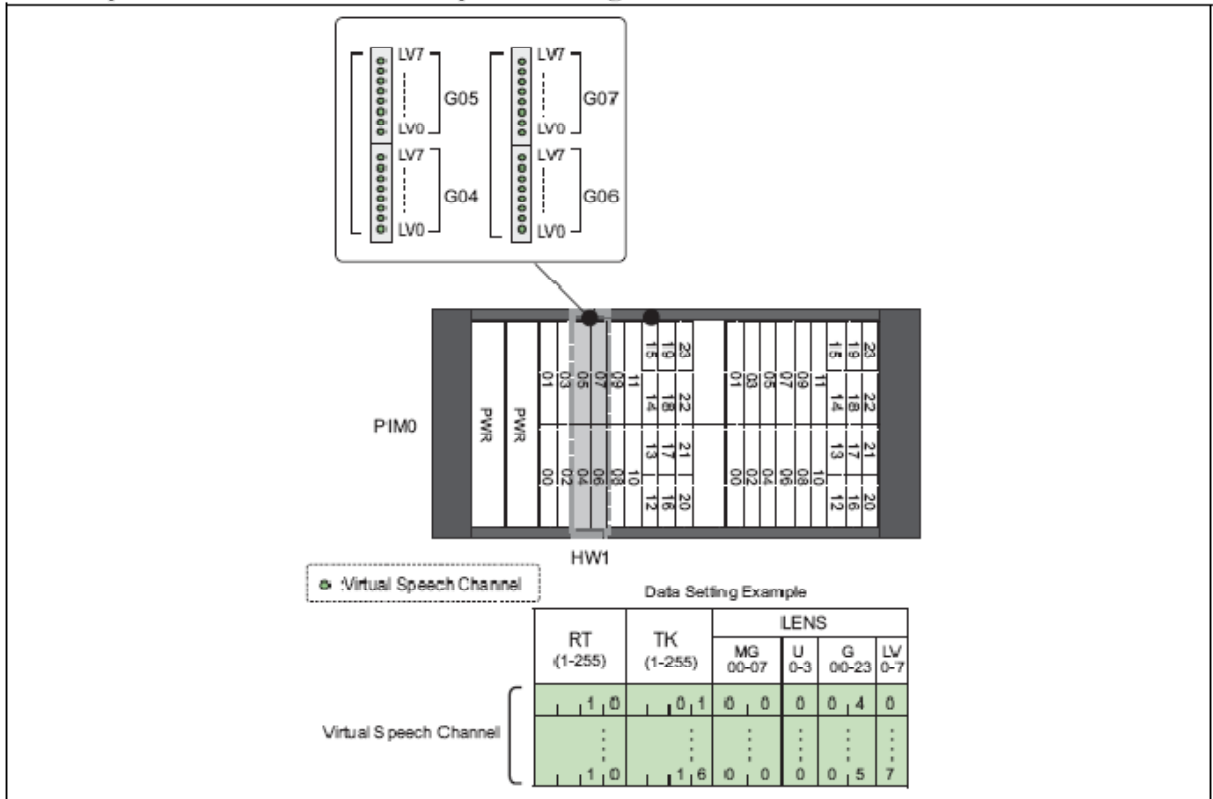 LV7 LV7
G05 G07
LV0 LV0
LV7 LV7
G04 G06
LV0 LV0
15 19 23 15 19 23
01 03 05 07 09 11 01 03 05 07 09 11
14 18 22 14 18 22
PIM0 PWR PWR
13 17 21 13 17 21
00 02 04 06 08 10 00 02 04 06 08 10
12 16 20 12 16 20
HW1
:Virtual Speech Channel
Data Setting Example
RT (1-255) TK (1-255) LENS
MG 00-07 U 0-3 G 00-23 LV 0-7
1 0 0 1 0 0 0 0 4 0
Virtual Speech Channel
1 0 1 6 0 0 0 0 5 7